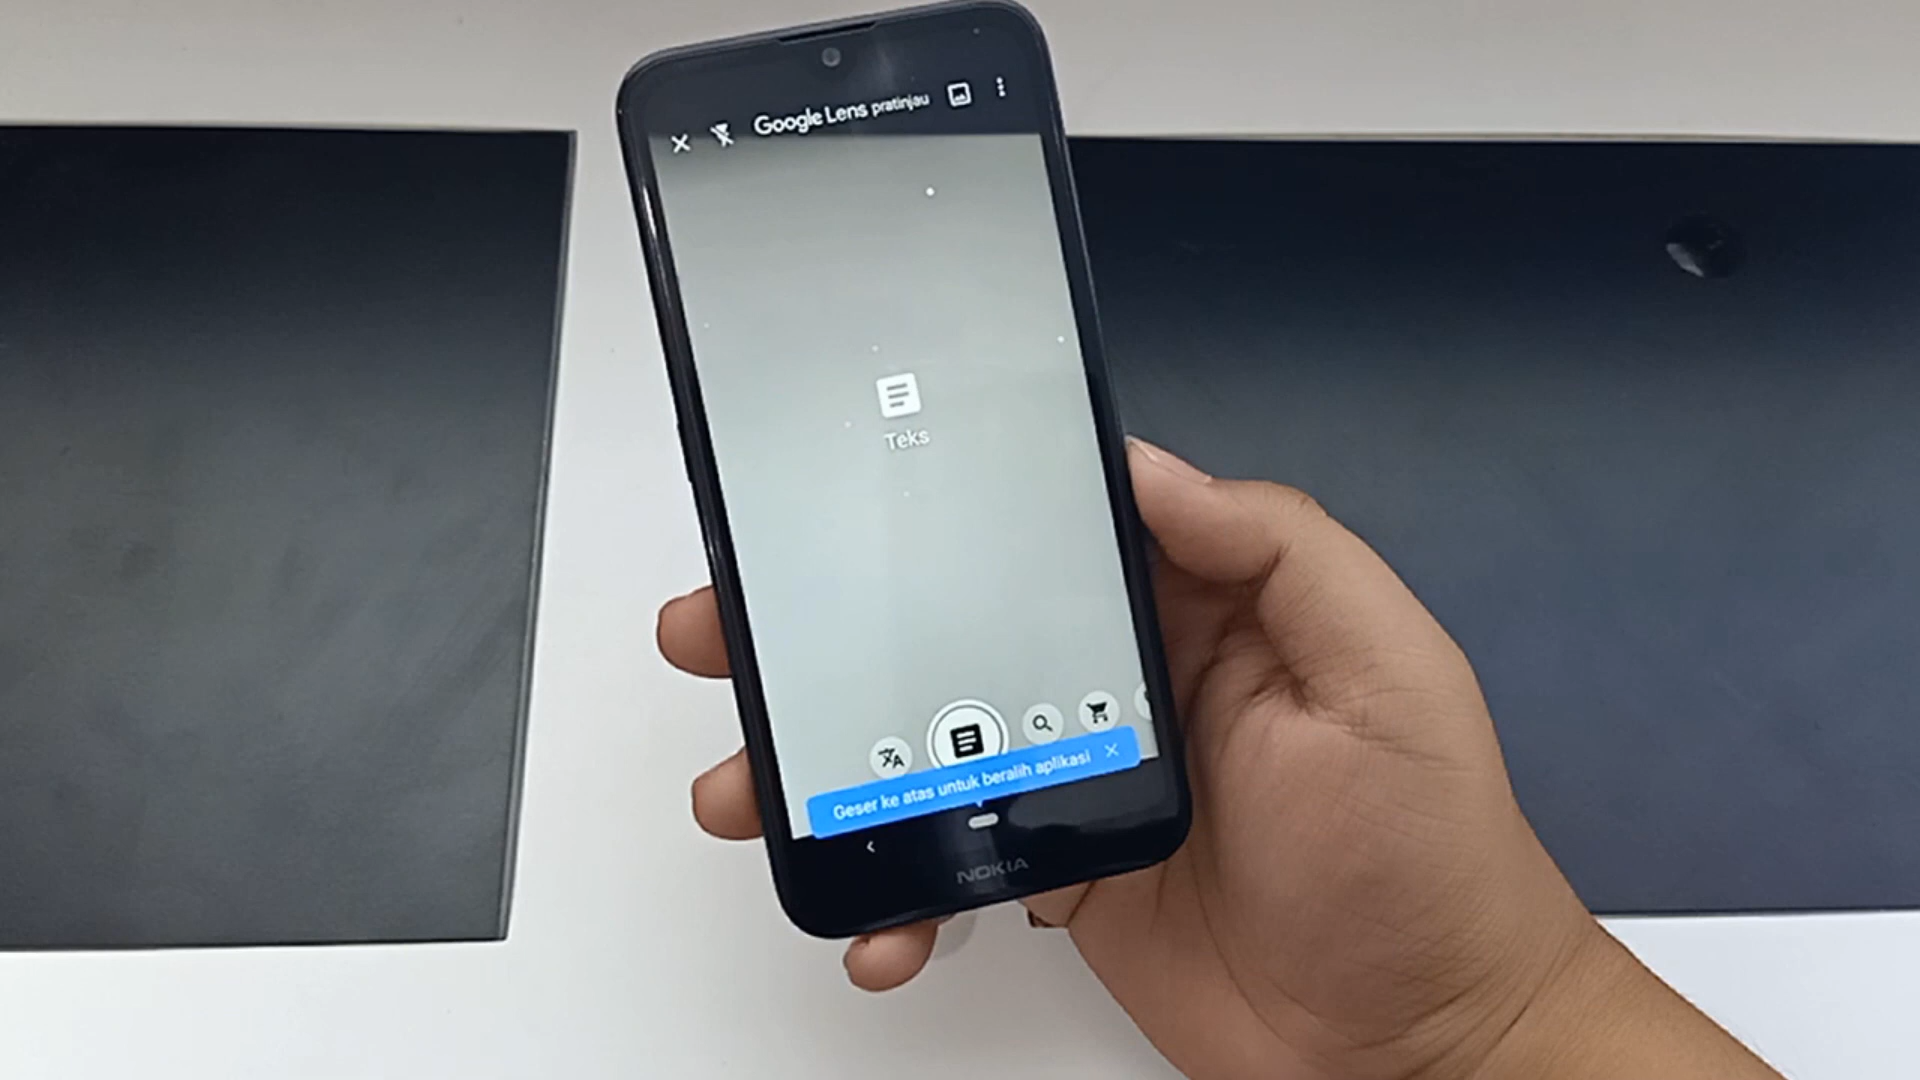 Google Lens pratinjau
Teks
Geser ke atas untuk beralih aplikasi
NOKIA